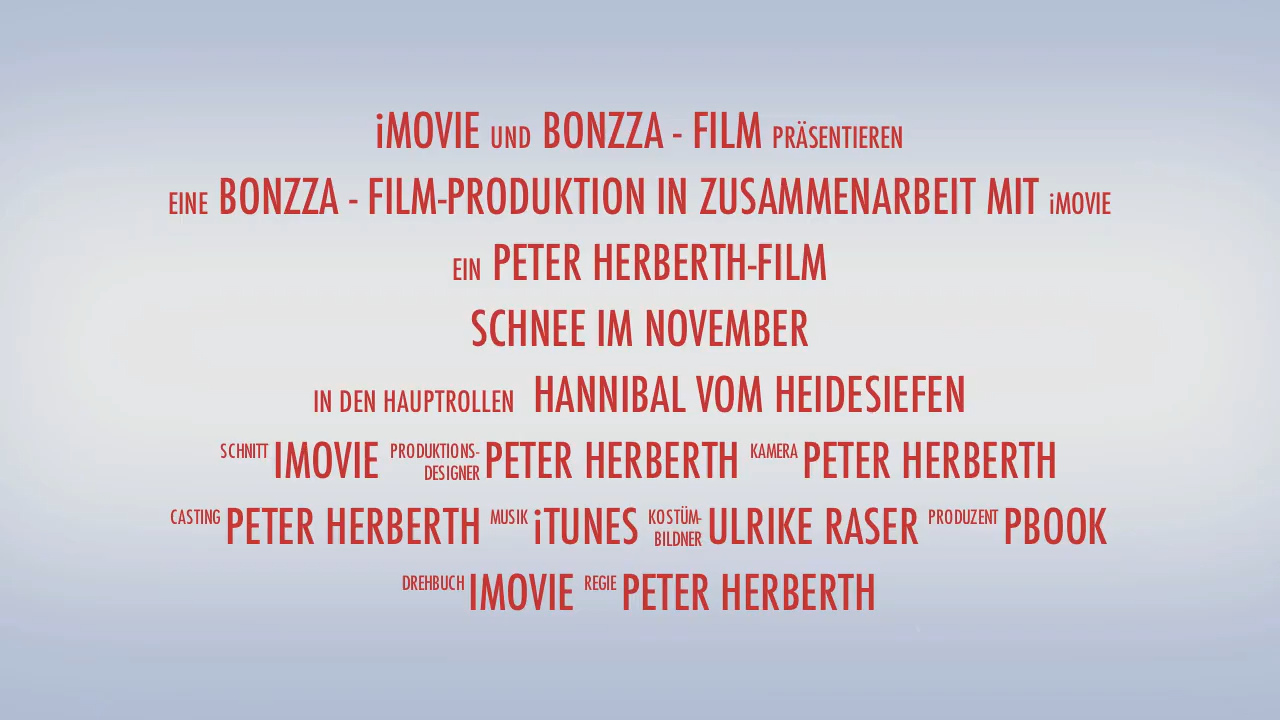 iMOVIE UND BONZZA - FILM PRÄSENTIEREN
EINE BONZZA - FILM-PRODUKTION IN ZUSAMMENARBEIT MIT iMOVIE
EIN PETER HERBERTH-FILM
SCHNEE IM NOVEMBER
IN DEN HAUPTROLLEN HANNIBAL VOM HEIDESIEFEN
SCHNITT IMOVIE PRODUKTIONS-DESIGNER PETER HERBERTH KAMERA PETER HERBERTH
CASTING PETER HERBERTH MUSIK iTUNES KOSTÜM-BILDNER ULRIKE RASER PRODUZENT PBOOK
DREHBUCH IMOVIE REGIE PETER HERBERTH